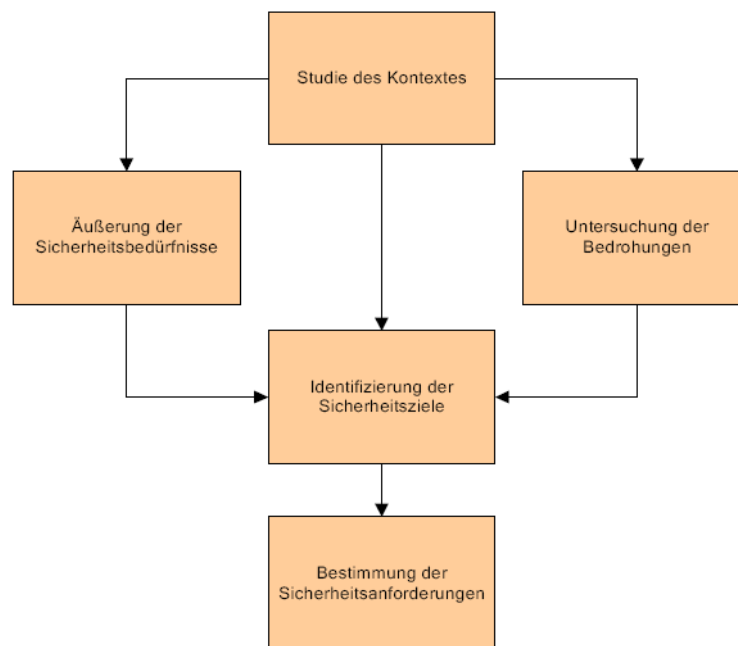 Studie des Kontextes
Äußerung der
Sicherheitsbedürfnisse
Untersuchung der
Bedrohungen
Identifizierung der
Sicherheitsziele
Bestimmung der
Sicherheitsanforderungen